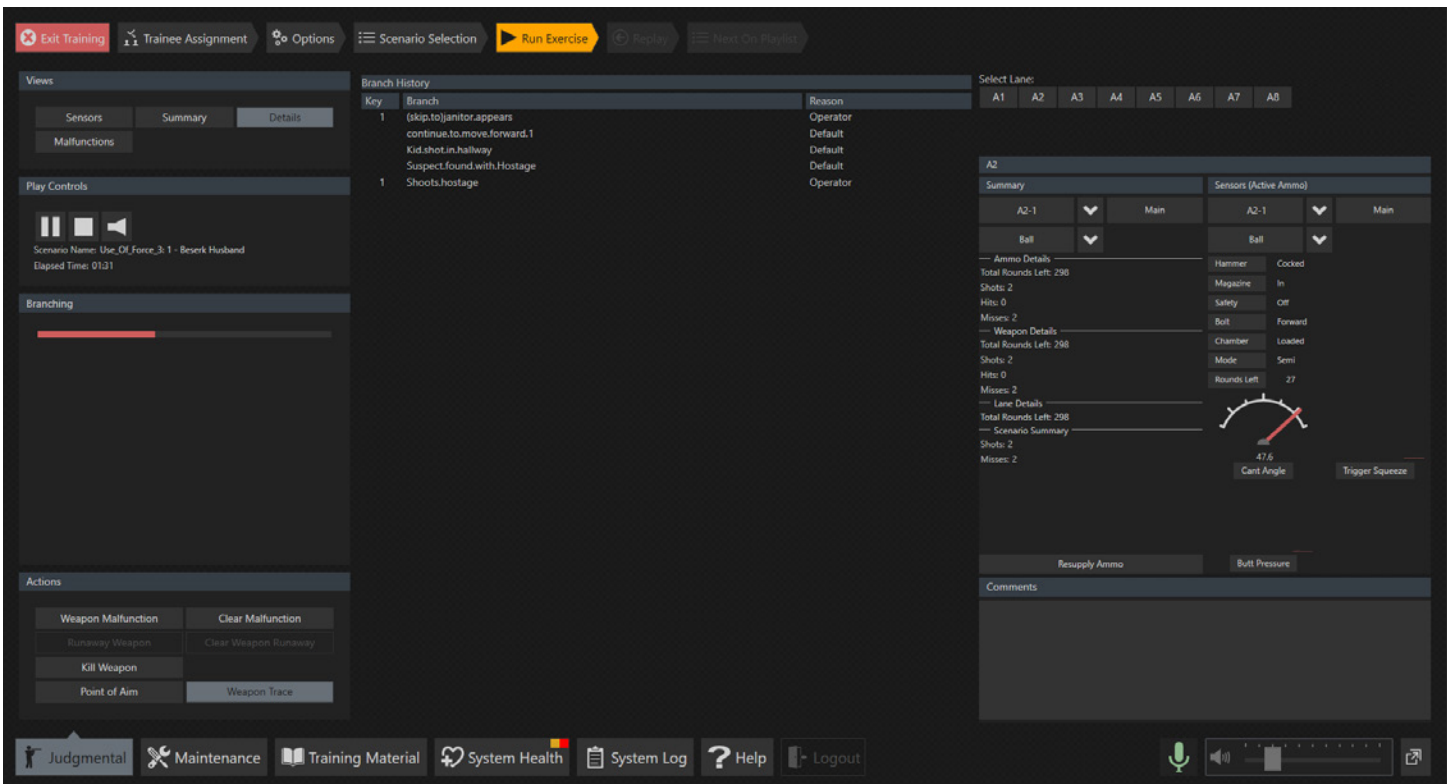 Exit Training Trainee Assignment Options Scenario Selection Run Exercise Replay Next On Playlist
Views
Sensors Summary Details
Malfunctions
Play Controls
Scenario Name: Use_Of_Force_3: 1 - Beserk Husband
Elapsed Time: 01:31
Branching
Actions
Weapon Malfunction Clear Malfunction
Runaway Weapon Clear Weapon Runaway
Kill Weapon
Point of Aim Weapon Trace
Branch History
Key Branch Reason
1 (skip.to)janitor.appears Operator
continue.to.move.forward.1 Default
Kid.shot.in.hallway Default
Suspect.found.with.Hostage Default
1 Shoots.hostage Operator
Select Lane:
A1 A2 A3 A4 A5 A6 A7 A8
A2
Summary
A2-1 Main
Ball
Ammo Details
Total Rounds Left: 298
Shots: 2
Hits: 0
Misses: 2
Weapon Details
Total Rounds Left: 298
Shots: 2
Hits: 0
Misses: 2
Lane Details
Total Rounds Left: 298
Scenario Summary
Shots: 2
Misses: 2
Resupply Ammo
Sensors (Active Ammo)
A2-1 Main
Ball
Hammer Cocked
Magazine In
Safety Off
Bolt Forward
Chamber Loaded
Mode Semi
Rounds Left 27
47.6
Cant Angle Trigger Squeeze
Butt Pressure
Comments
Judgmental Maintenance Training Material System Health System Log Help Logout